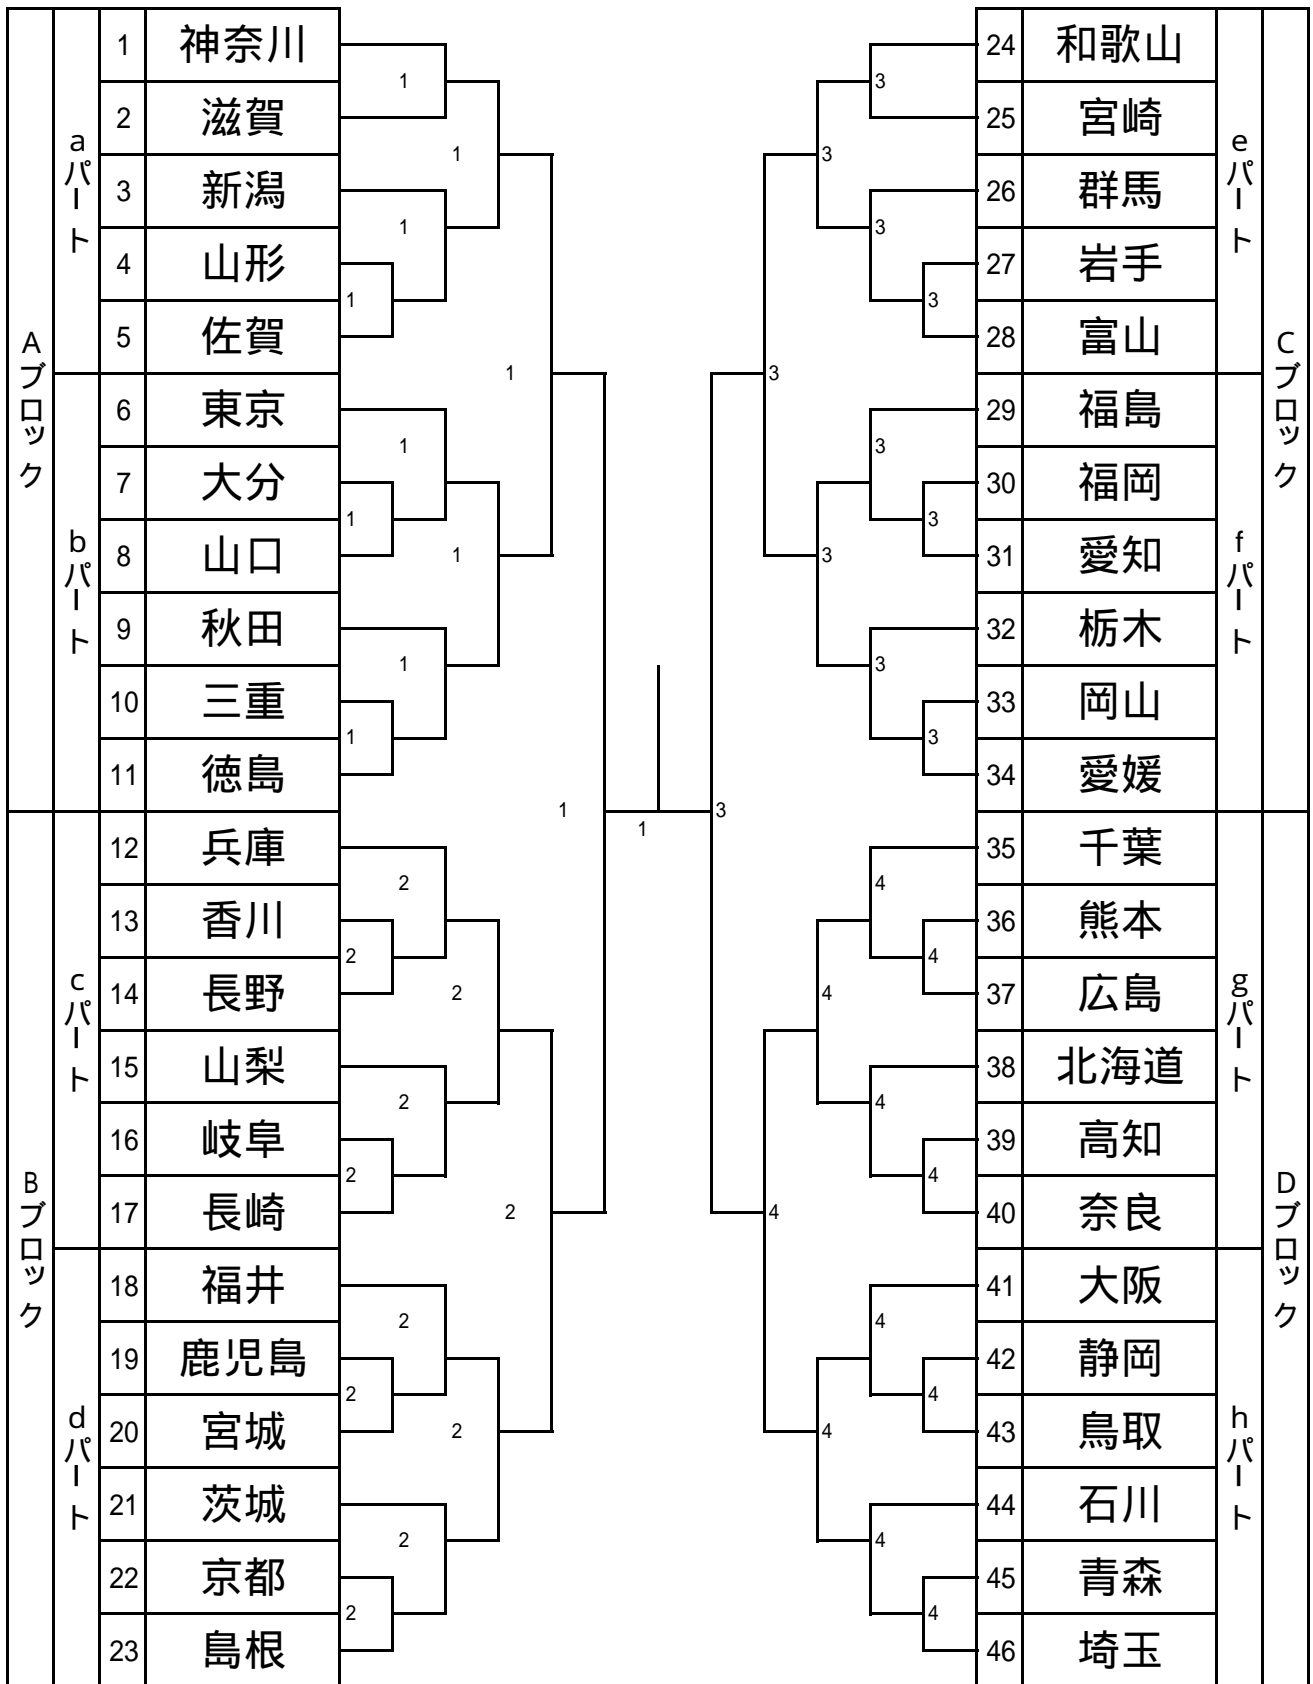 Aブロック
aパート
1 神奈川
2 滋賀
3 新潟
4 山形
5 佐賀
bパート
6 東京
7 大分
8 山口
9 秋田
10 三重
11 徳島
Bブロック
cパート
12 兵庫
13 香川
14 長野
15 山梨
16 岐阜
17 長崎
dパート
18 福井
19 鹿児島
20 宮城
21 茨城
22 京都
23 島根
1
1
1
1
1
1
1
1
1
1
1
1
2
2
2
2
2
2
2
2
2
2
2
3
3
3
3
3
3
3
3
3
3
3
3
4
4
4
4
4
4
4
4
4
4
4
Cブロック
eパート
24 和歌山
25 宮崎
26 群馬
27 岩手
28 富山
fパート
29 福島
30 福岡
31 愛知
32 栃木
33 岡山
34 愛媛
Dブロック
gパート
35 千葉
36 熊本
37 広島
38 北海道
39 高知
40 奈良
hパート
41 大阪
42 静岡
43 鳥取
44 石川
45 青森
46 埼玉